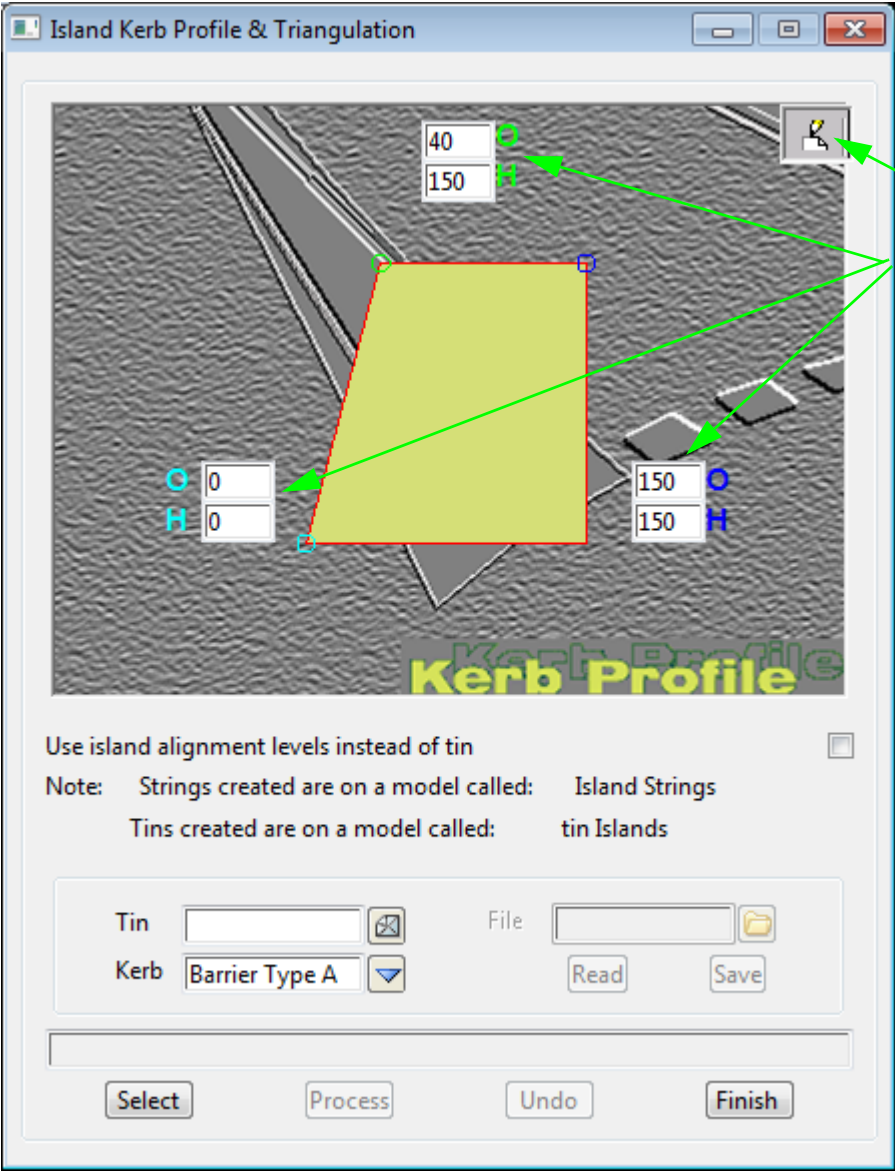 Island Kerb Profile & Triangulation
40 O
150 H
O 0
H 0
150 O
150 H
Kerb Profile
Kerb Profile
Use island alignment levels instead of tin
Note: Strings created are on a model called: Island Strings
Tins created are on a model called: tin Islands
Tin File
Kerb Barrier Type A Read Save
Select Process Undo Finish